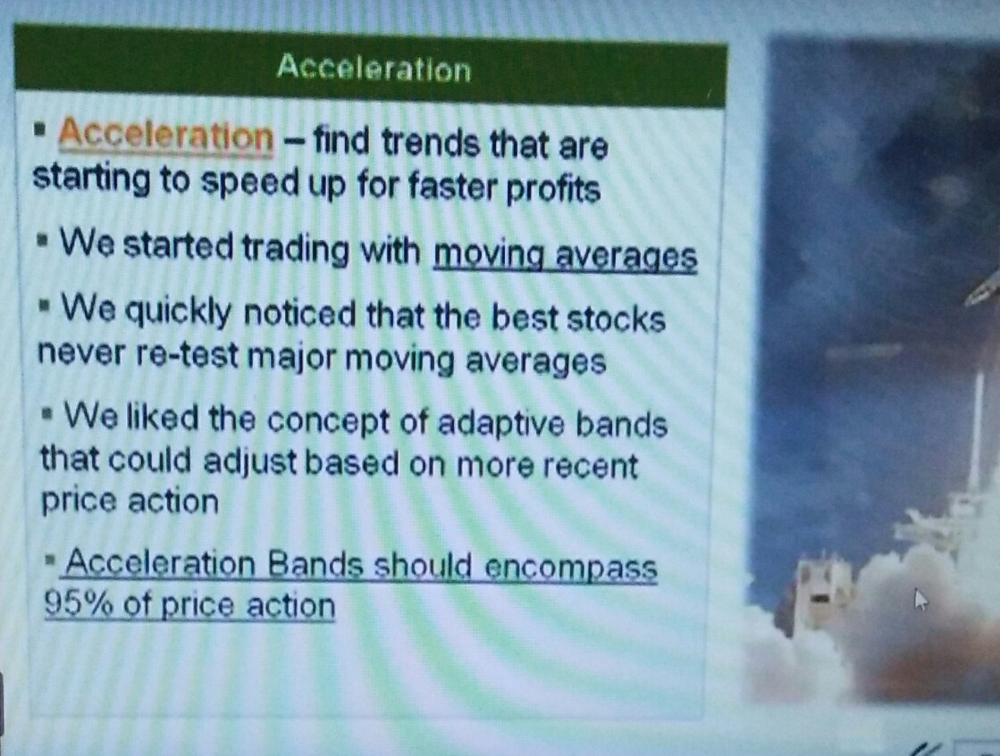 Acceleration
▪ Acceleration – find trends that are
starting to speed up for faster profits
▪ We started trading with moving averages
▪ We quickly noticed that the best stocks
never re-test major moving averages
▪ We liked the concept of adaptive bands
that could adjust based on more recent
price action
▪ Acceleration Bands should encompass
95% of price action